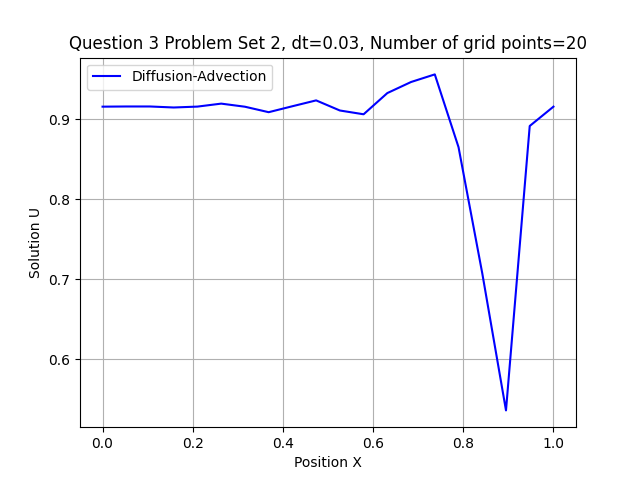 Question 3 Problem Set 2, dt=0.03, Number of grid points=20
Diffusion-Advection
Solution U
0.9
0.8
0.7
0.6
0.0 0.2 0.4 0.6 0.8 1.0
Position X